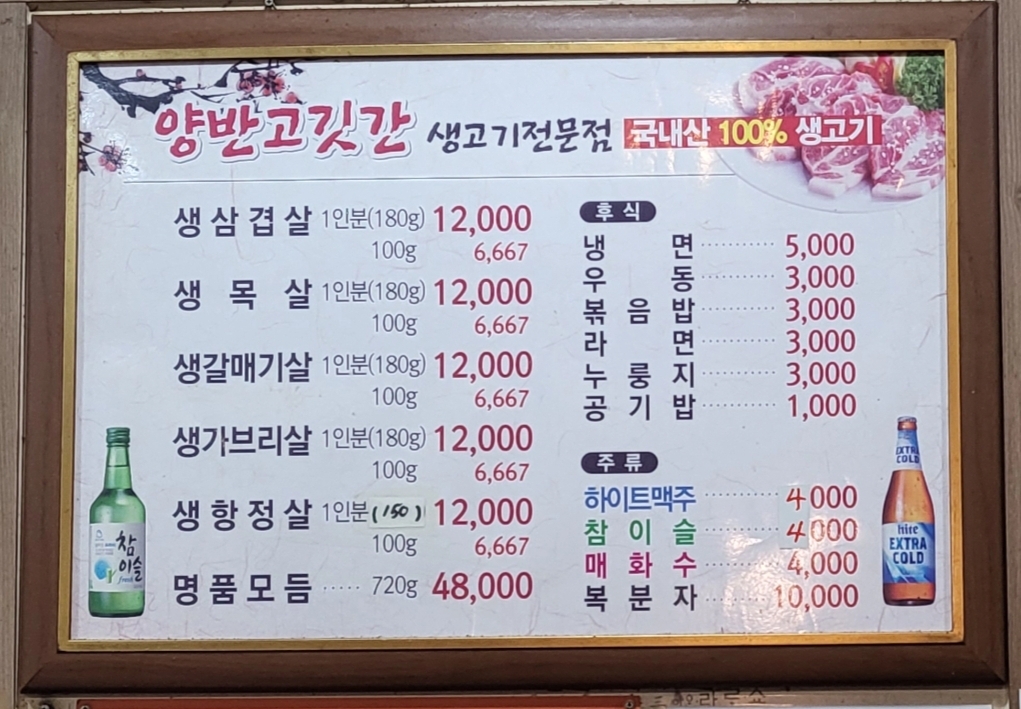 양반고깃간 생고기전문점 국내산 100% 생고기
생삼겹살 1인분(180g) 12,000
100g 6,667
생목살 1인분(180g) 12,000
100g 6,667
생갈매기살 1인분(180g) 12,000
100g 6,667
생가브리살 1인분(180g) 12,000
100g 6,667
생항정살 1인분(150) 12,000
100g 6,667
명품모듬 ····· 720g 48,000
후식
냉면 ·········· 5,000
우동 ·········· 3,000
볶음밥 ·········· 3,000
라면 ·········· 3,000
누룽지 ·········· 3,000
공기밥 ·········· 1,000
주류
하이트맥주 ·········· 4000
참이슬 ·········· 4000
매화수 ·········· 4,000
복분자 ·········· 10,000
참
이슬
fresh
EXTRA
COLD
hite
EXTRA
COLD